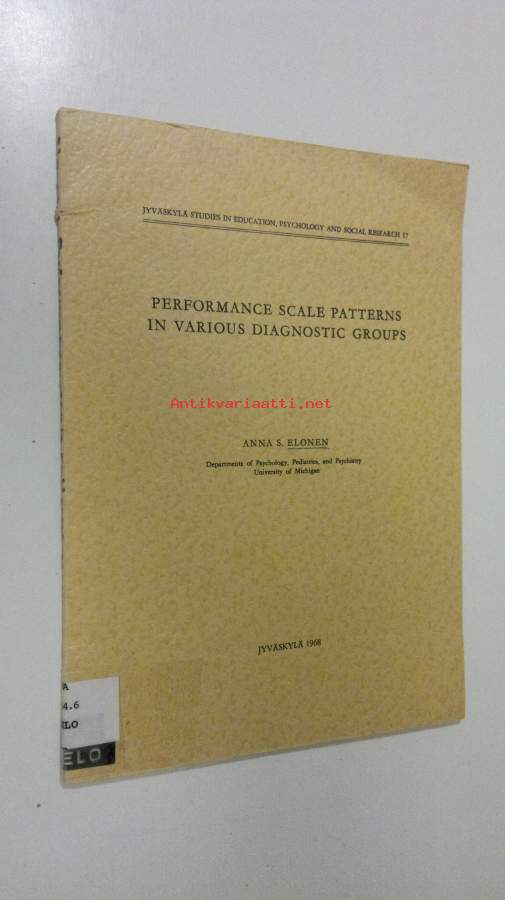 JYVÄSKYLÄ STUDIES IN EDUCATION, PSYCHOLOGY AND SOCIAL RESEARCH 17
PERFORMANCE SCALE PATTERNS
IN VARIOUS DIAGNOSTIC GROUPS
Antikvariaatti.net
ANNA S. ELONEN
Departments of Psychology, Pediatrics, and Psychiatry
University of Michigan
JYVÄSKYLÄ 1968
A
4.6
ELO
ELO